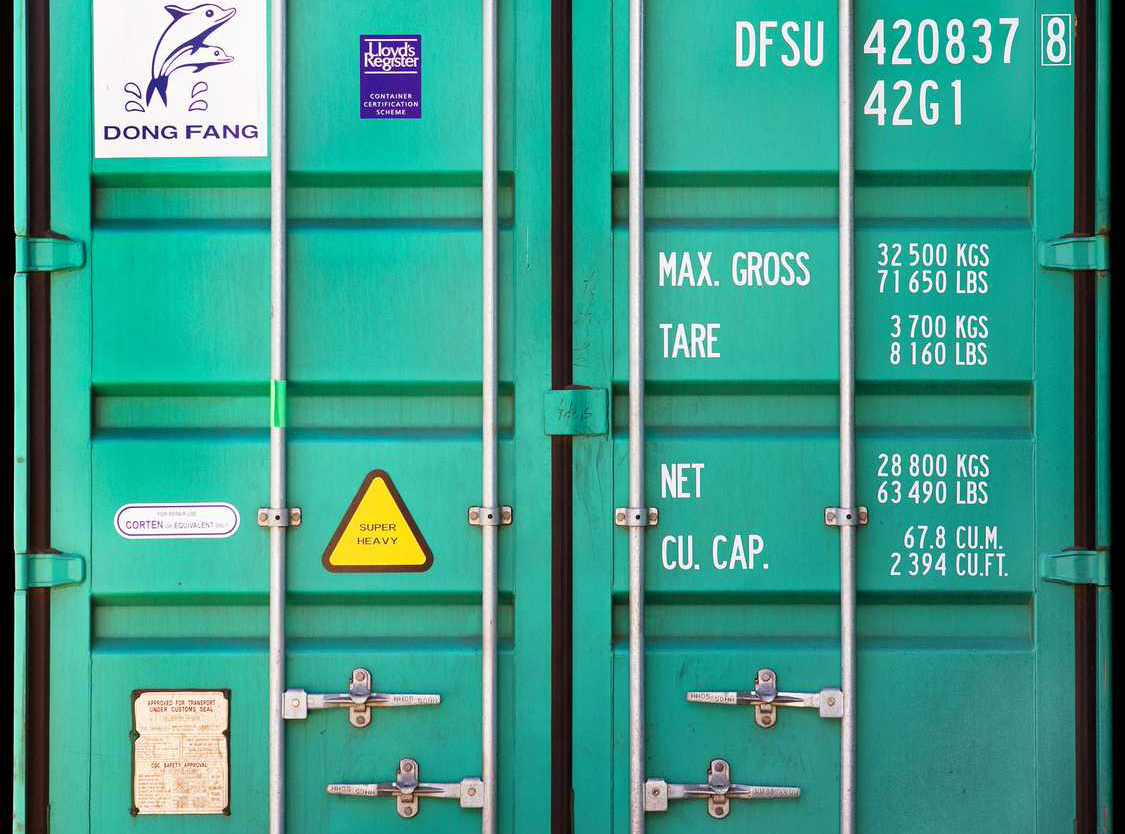 DONG FANG
Lloyd's
Register
CONTAINER
CERTIFICATION
SCHEME
DFSU 420837 8
42G1
MAX. GROSS 32 500 KGS
71 650 LBS
TARE 3 700 KGS
8 160 LBS
NET 28 800 KGS
63 490 LBS
CU. CAP. 67.8 CU.M.
2 394 CU.FT.
FOR REPAIR USE
CORTEN OR EQUIVALENT ONLY
SUPER
HEAVY
APPROVED FOR TRANSPORT
UNDER CUSTOMS SEAL
CSC SAFETY APPROVAL